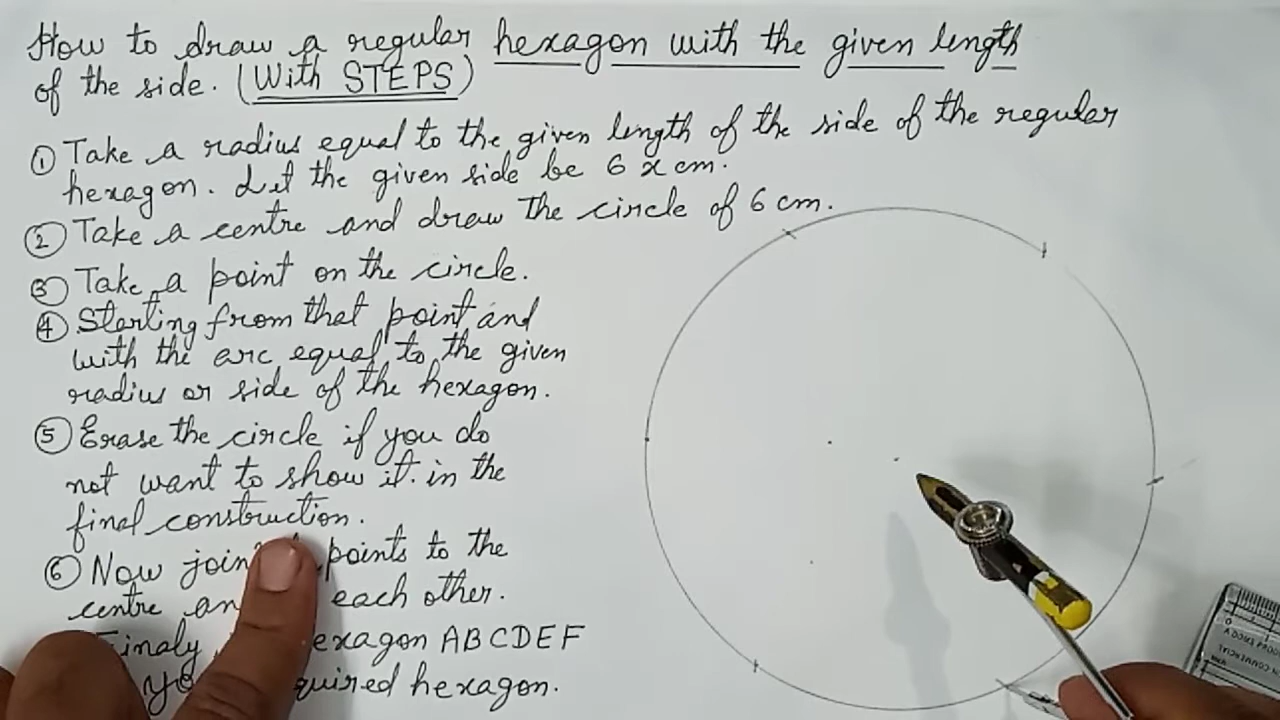 How to draw a regular hexagon with the given length
of the side. (With STEPS)
① Take a radius equal to the given length of the side of the regular
hexagon. Let the given side be 6 x cm.
② Take a centre and draw the circle of 6 cm.
③ Take a point on the circle.
④ Starting from that point and
with the arc equal to the given
radius or side of the hexagon.
⑤ Erase the circle if you do
not want to show it. in the
final construction.
⑥ Now join points to the
centre each other.
Finaly hexagon ABCDEF
hexagon.